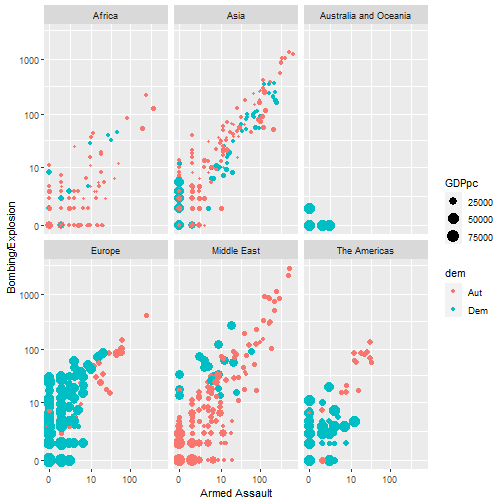 Africa
Asia
Australia and Oceania
1000
100
10
0
Europe
Middle East
The Americas
1000
100
10
0
0
10
100
0
10
100
0
10
100
Armed Assault
Bombing/Explosion
GDPpc
25000
50000
75000
dem
Aut
Dem